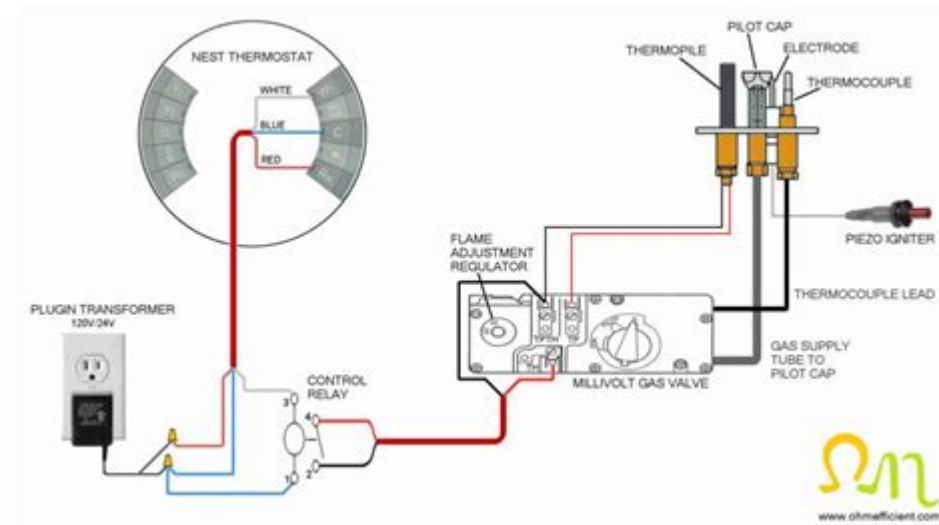 NEST THERMOSTAT
WHITE
BLUE
C
RED
PILOT CAP
THERMOPILE
ELECTRODE
THERMOCOUPLE
PIEZO IGNITER
FLAME
ADJUSTMENT
REGULATOR
THERMOCOUPLE LEAD
GAS SUPPLY
TUBE TO
PILOT CAP
MILLIVOLT GAS VALVE
PLUGIN TRANSFORMER
120V/24V
CONTROL
RELAY
3
4
1
2
www.ohmefficient.com